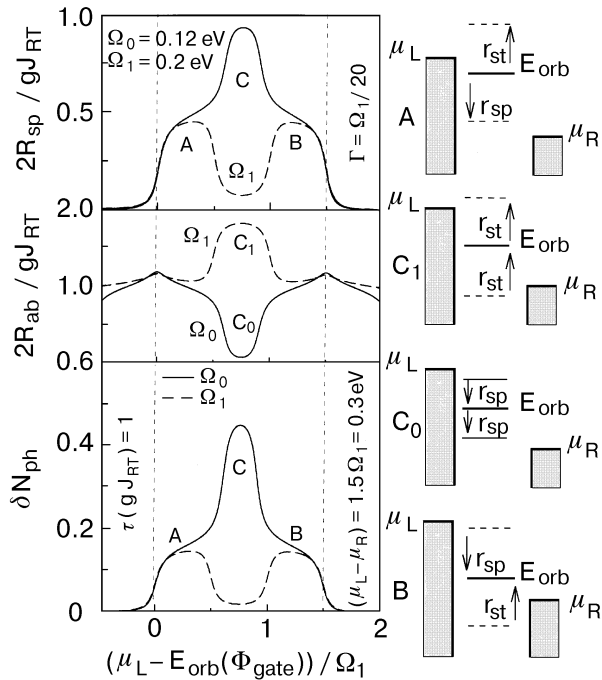 2R_sp / gJ_RT
1.0
0.5
2.0
Ω_0 = 0.12 eV
Ω_1 = 0.2 eV
C
A
B
Ω_1
Γ = Ω_1 / 20
2R_ab / gJ_RT
1.0
0.6
Ω_1
C_1
Ω_0
C_0
δN_ph
0.4
0.2
0
Ω_0
Ω_1
C
A
B
τ ( g J_RT ) = 1
(μ_L−μ_R) = 1.5 Ω_1 = 0.3 eV
0
1
2
(μ_L−E_orb(Φ_gate)) / Ω_1
μ_L
r_st
E_orb
r_sp
A
μ_R
μ_L
r_st
E_orb
C_1
r_st
μ_R
μ_L
r_sp
E_orb
C_0
r_sp
μ_R
μ_L
r_sp
E_orb
B
r_st
μ_R